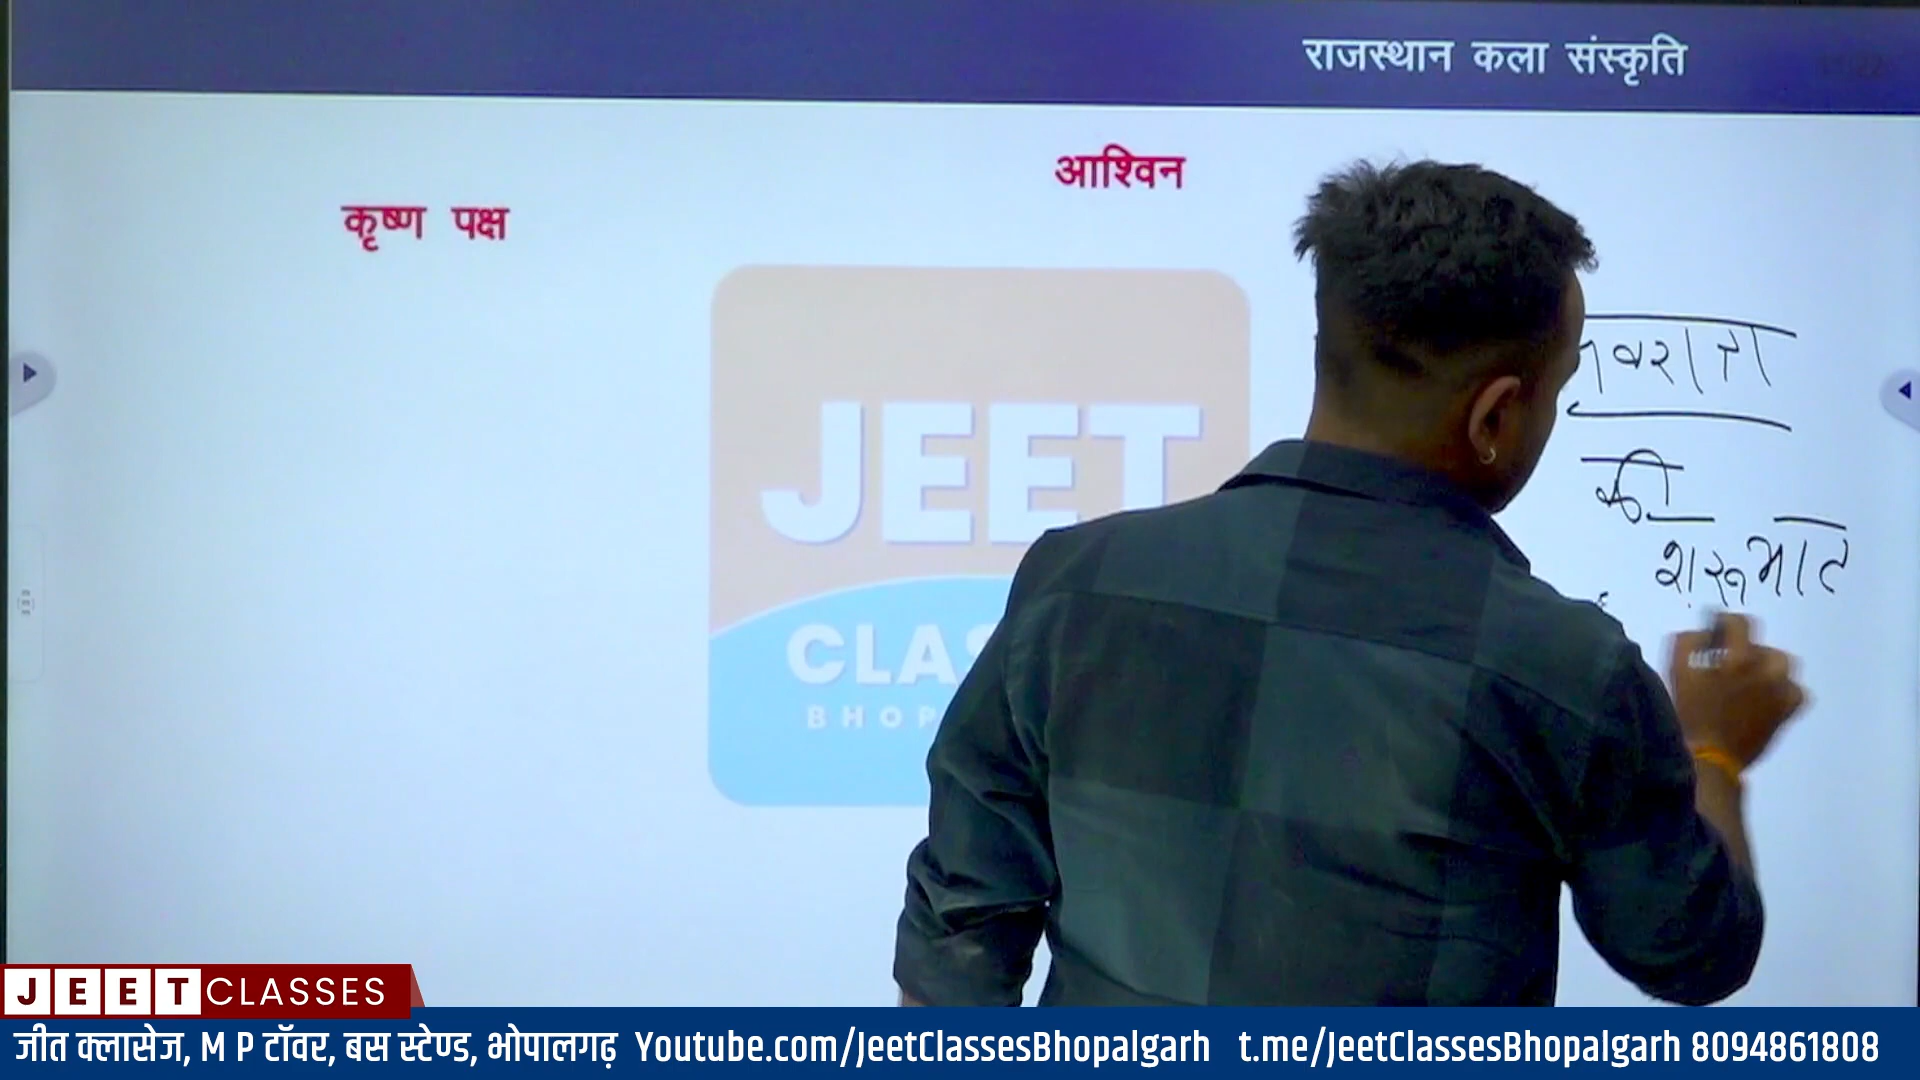 राजस्थान कला संस्कृति
आश्विन
कृष्ण पक्ष
नवरात्रा
की
शुरूआत
JEET
CLAS
BHOP
JEET CLASSES
जीत क्लासेज, M P टॉवर, बस स्टेण्ड, भोपालगढ़ Youtube.com/JeetClassesBhopalgarh t.me/JeetClassesBhopalgarh 8094861808